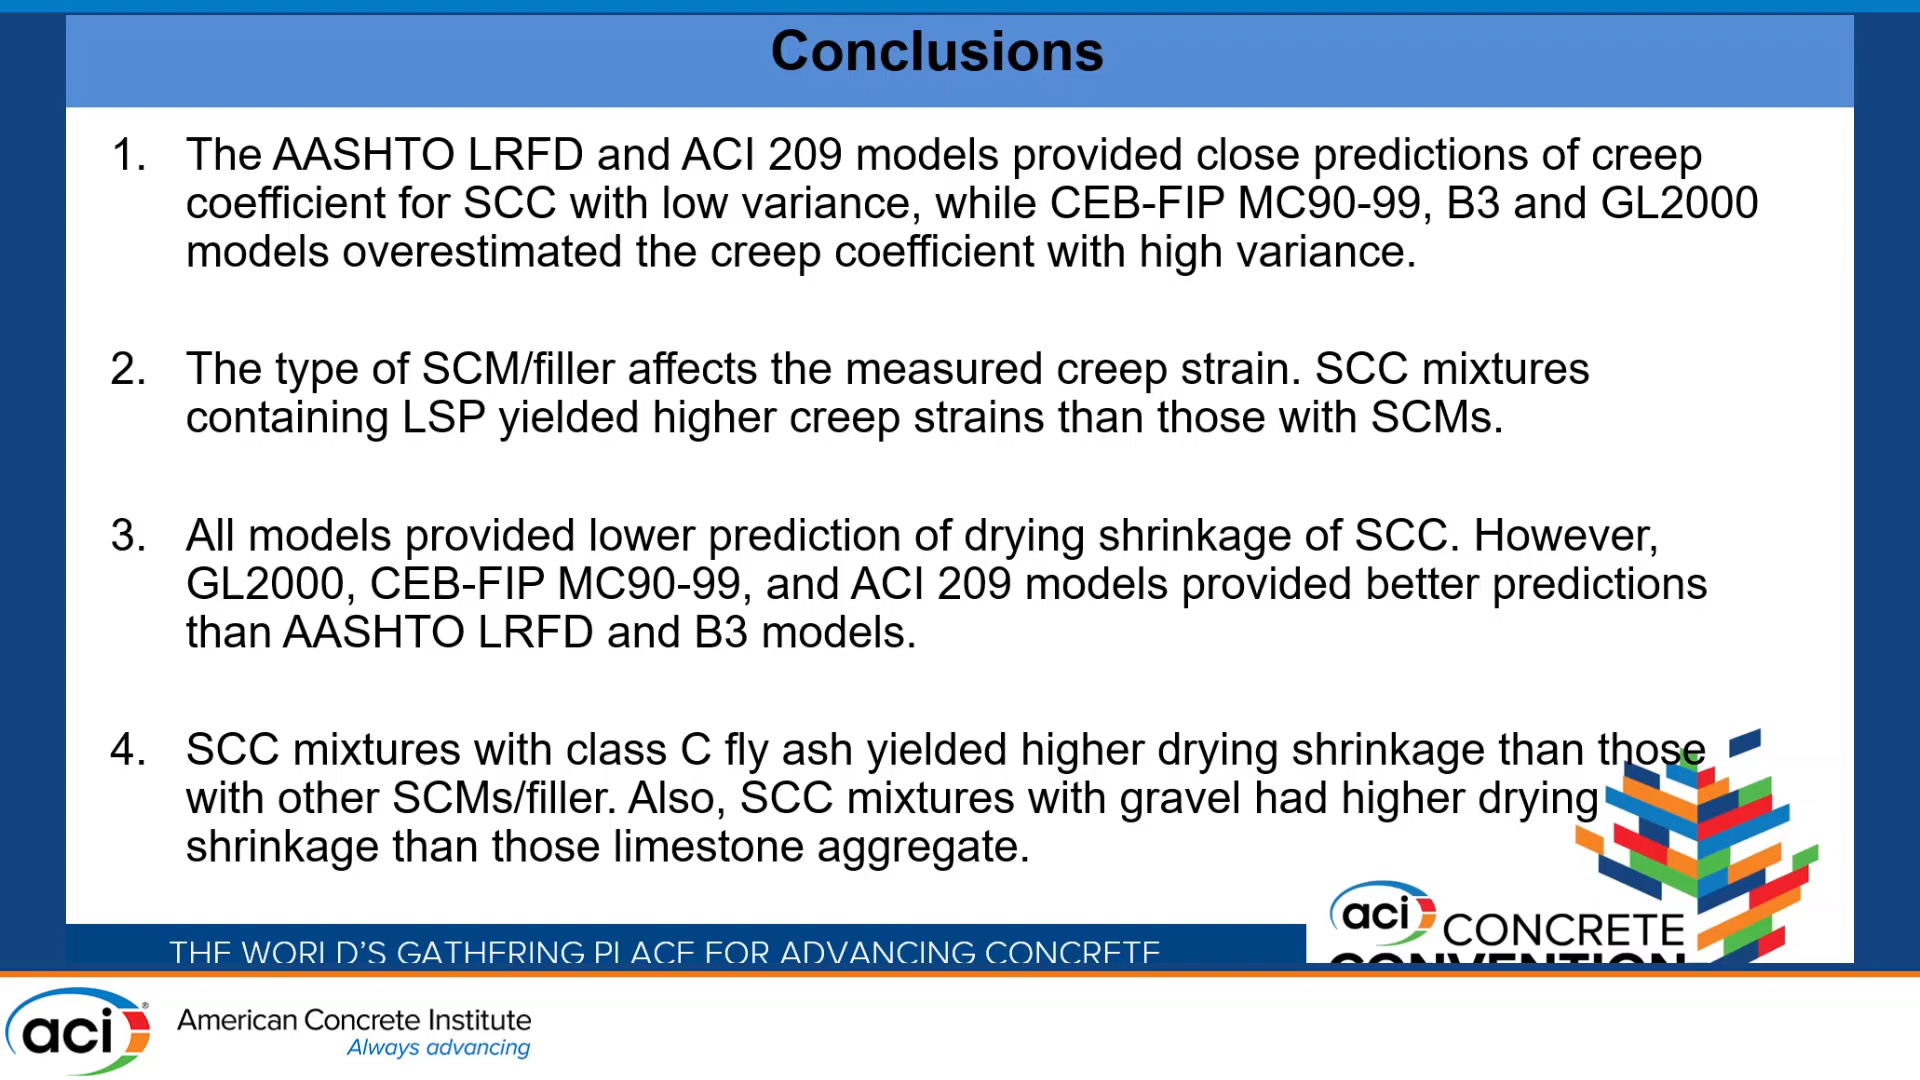 Conclusions
1. The AASHTO LRFD and ACI 209 models provided close predictions of creep
coefficient for SCC with low variance, while CEB-FIP MC90-99, B3 and GL2000
models overestimated the creep coefficient with high variance.
2. The type of SCM/filler affects the measured creep strain. SCC mixtures
containing LSP yielded higher creep strains than those with SCMs.
3. All models provided lower prediction of drying shrinkage of SCC. However,
GL2000, CEB-FIP MC90-99, and ACI 209 models provided better predictions
than AASHTO LRFD and B3 models.
4. SCC mixtures with class C fly ash yielded higher drying shrinkage than those
with other SCMs/filler. Also, SCC mixtures with gravel had higher drying
shrinkage than those limestone aggregate.
THE WORLD'S GATHERING PLACE FOR ADVANCING CONCRETE
aci CONCRETE
CONVENTION
aci® American Concrete Institute
Always advancing